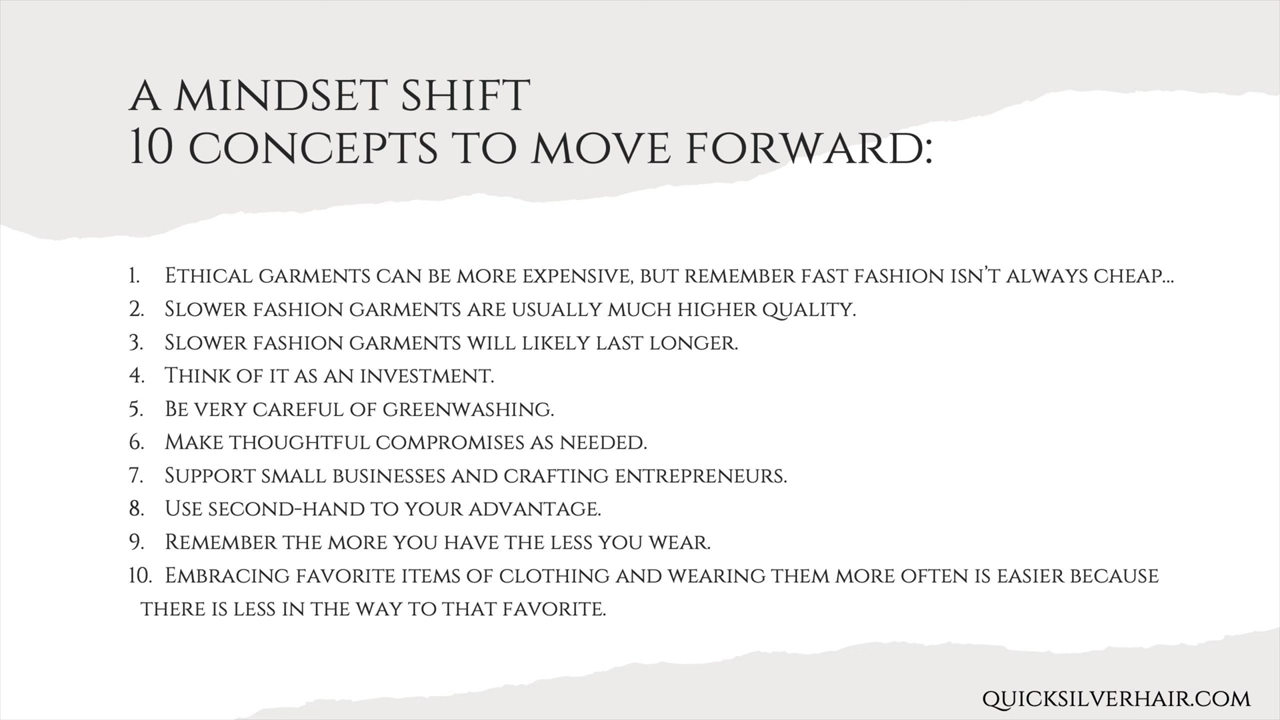 A MINDSET SHIFT
10 CONCEPTS TO MOVE FORWARD:
1. Ethical garments can be more expensive, but remember fast fashion isn’t always cheap...
2. Slower fashion garments are usually much higher quality.
3. Slower fashion garments will likely last longer.
4. Think of it as an investment.
5. Be very careful of greenwashing.
6. Make thoughtful compromises as needed.
7. Support small businesses and crafting entrepreneurs.
8. Use second-hand to your advantage.
9. Remember the more you have the less you wear.
10. Embracing favorite items of clothing and wearing them more often is easier because
there is less in the way to that favorite.
QUICKSILVERHAIR.COM